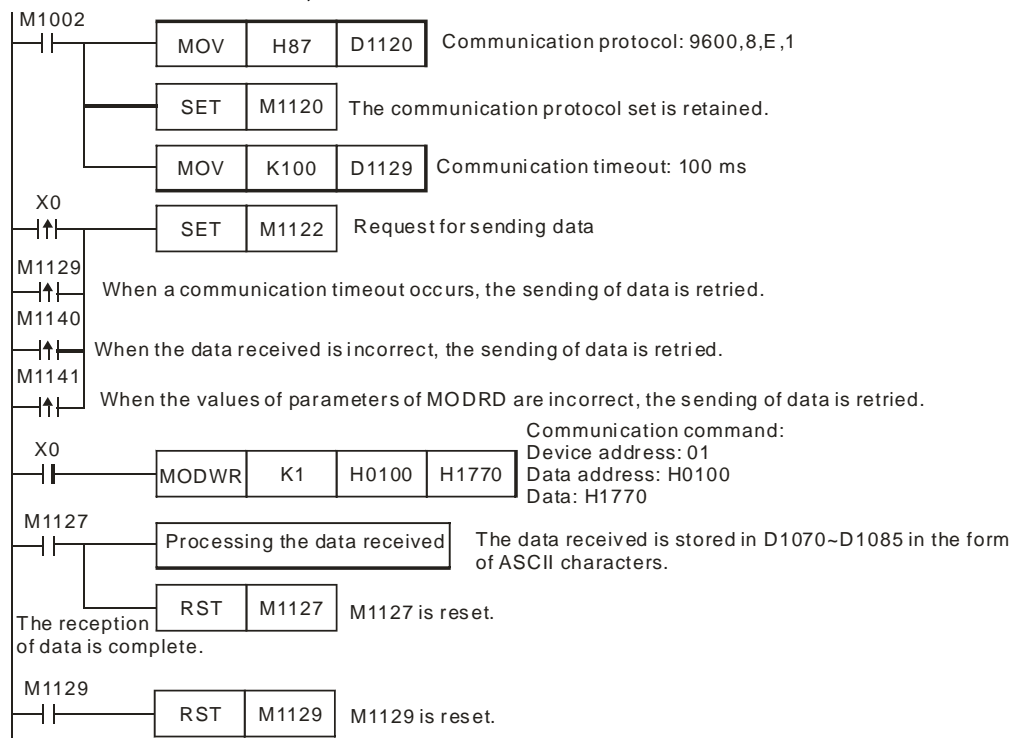 M1002
MOV H87 D1120 Communication protocol: 9600,8,E,1
SET M1120 The communication protocol set is retained.
MOV K100 D1129 Communication timeout: 100 ms
X0
SET M1122 Request for sending data
M1129
When a communication timeout occurs, the sending of data is retried.
M1140
When the data received is incorrect, the sending of data is retried.
M1141
When the values of parameters of MODRD are incorrect, the sending of data is retried.
X0
MODWR K1 H0100 H1770
Communication command:
Device address: 01
Data address: H0100
Data: H1770
M1127
Processing the data received
The data received is stored in D1070~D1085 in the form
of ASCII characters.
RST M1127 M1127 is reset.
The reception
of data is complete.
M1129
RST M1129 M1129 is reset.